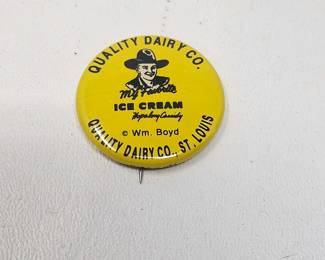 QUALITY DAIRY CO.
My Favorite
ICE CREAM
Hopalong Cassidy
© Wm. Boyd
QUALITY DAIRY CO., ST. LOUIS